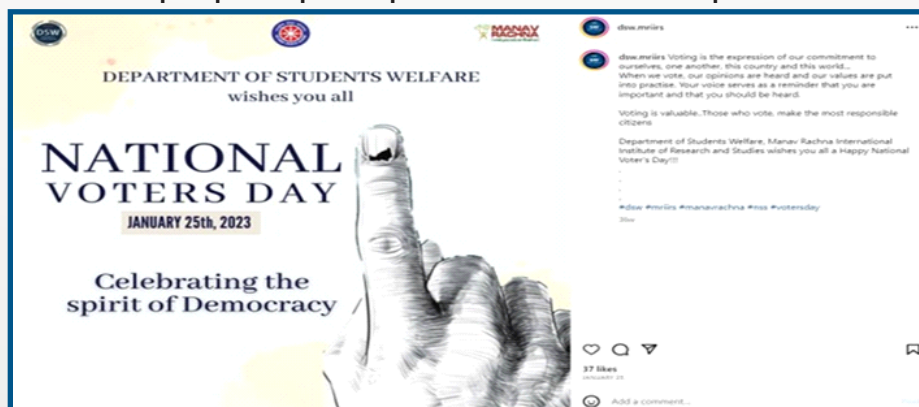 DSW
MANAV
RACHNA
DEPARTMENT OF STUDENTS WELFARE
wishes you all
NATIONAL
VOTERS DAY
JANUARY 25th, 2023
Celebrating the
spirit of Democracy
dsw.mriirs
dsw.mriirs Voting is the expression of our commitment to
ourselves, one another, this country and this world...
When we vote, our opinions are heard and our values are put
into practise. Your voice serves as a reminder that you are
important and that you should be heard.
Voting is valuable..Those who vote, make the most responsible
citizens
Department of Students Welfare, Manav Rachna International
Institute of Research and Studies wishes you all a Happy National
Voter's Day!!!
.
.
.
.
#dsw #mriirs #manavrachna #nss #votersday
37 likes
JANUARY 25
Add a comment...